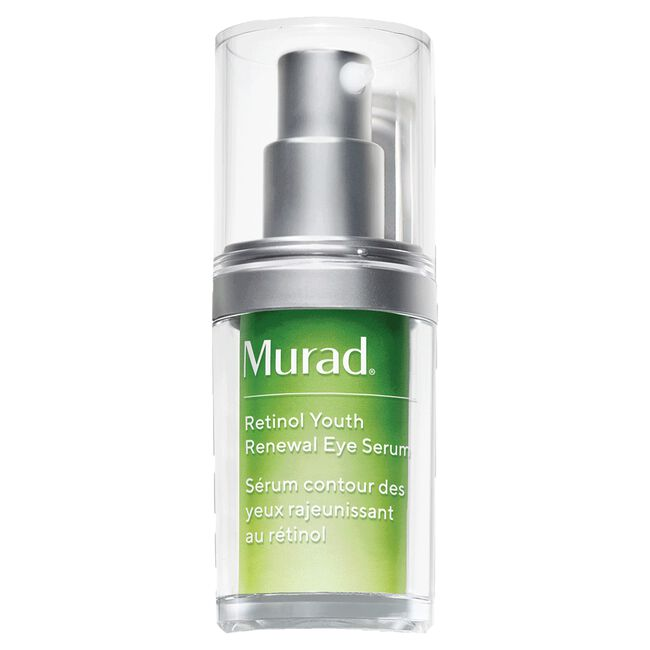 Murad®
Retinol Youth
Renewal Eye Serum
Sérum contour des
yeux rajeunissant
au rétinol